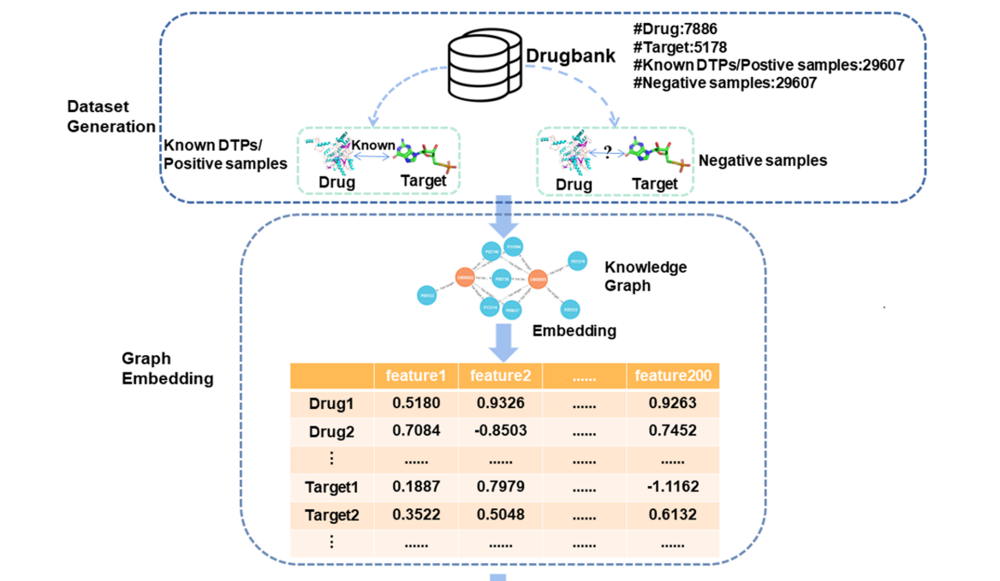 #Drug:7886
#Target:5178
#Known DTPs/Postive samples:29607
#Negative samples:29607
Drugbank
Dataset
Generation
Known DTPs/
Positive samples
Known
Drug
Target
?
Drug
Target
Negative samples
Knowledge
Graph
Embedding
Graph
Embedding
feature1 feature2 ...... feature200
Drug1 0.5180 0.9326 ...... 0.9263
Drug2 0.7084 -0.8503 ...... 0.7452
⋮ ...... ...... ...... ......
Target1 0.1887 0.7979 ...... -1.1162
Target2 0.3522 0.5048 ...... 0.6132
⋮ ...... ...... ...... ......